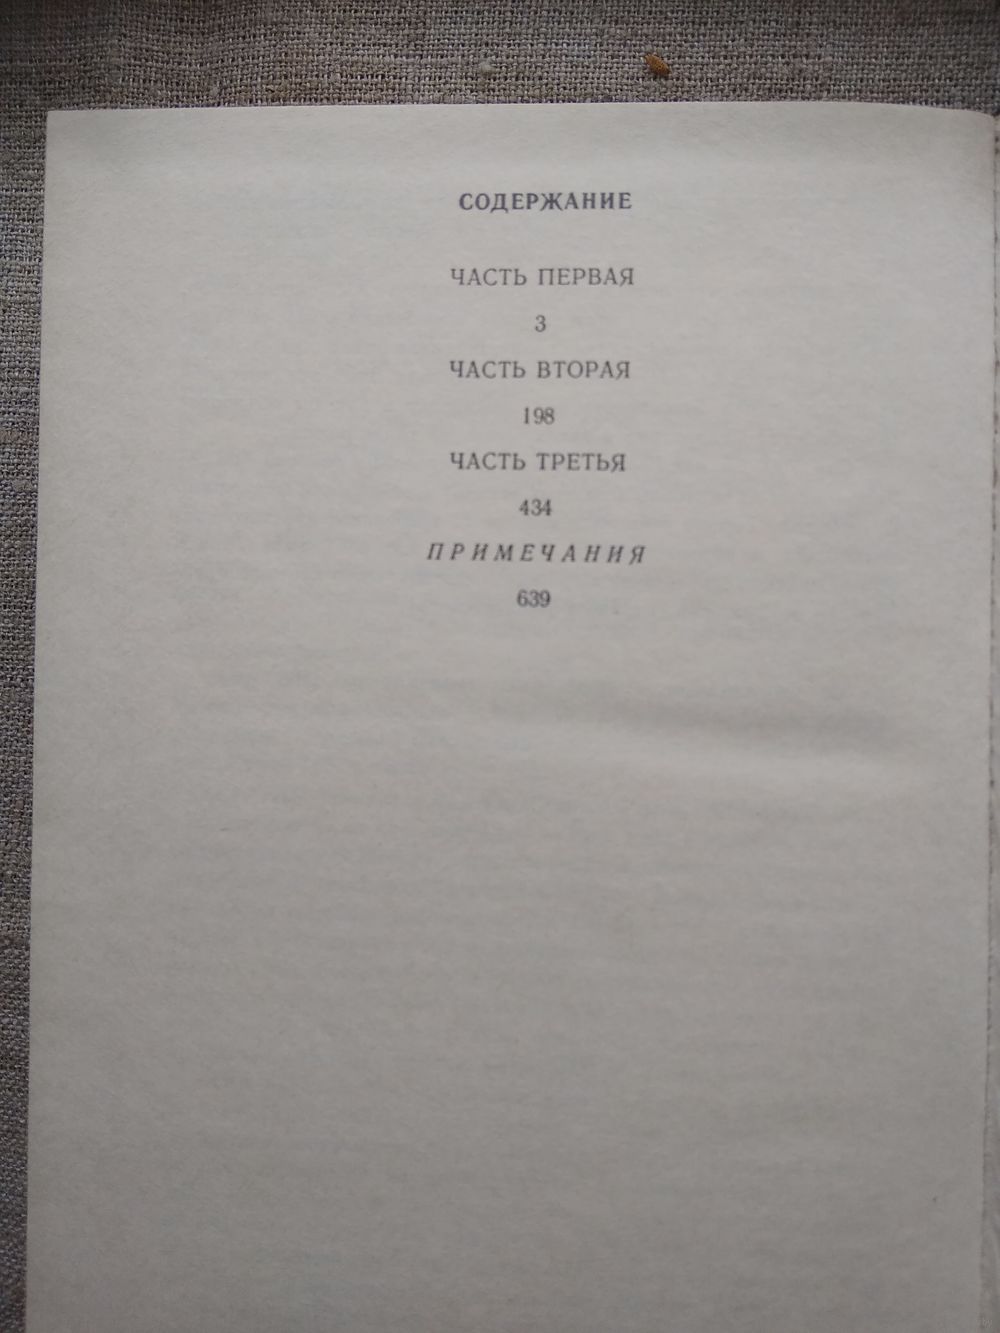 СОДЕРЖАНИЕ
ЧАСТЬ ПЕРВАЯ
3
ЧАСТЬ ВТОРАЯ
198
ЧАСТЬ ТРЕТЬЯ
434
ПРИМЕЧАНИЯ
639